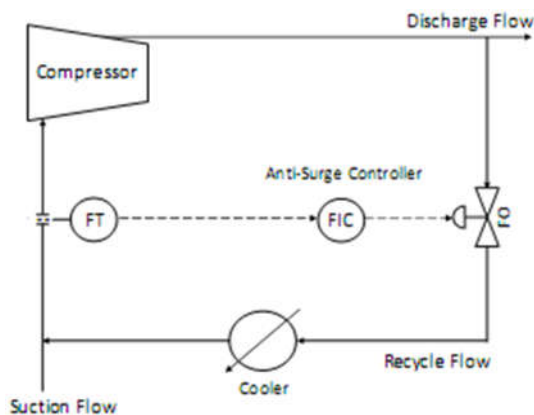 Discharge Flow
Compressor
Anti-Surge Controller
FT
FIC
FO
Recycle Flow
Cooler
Suction Flow